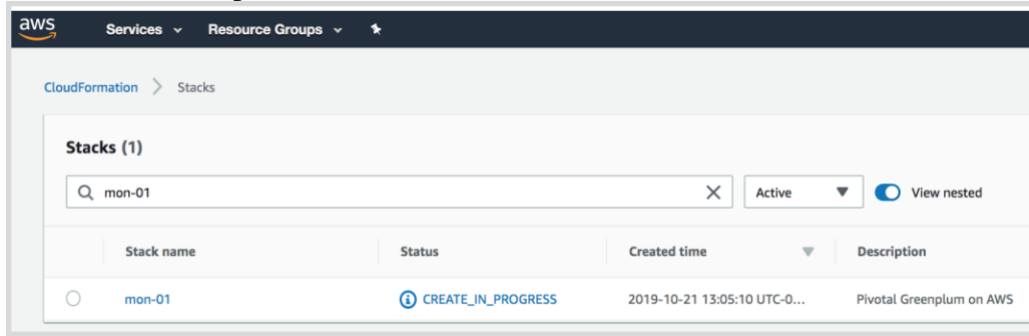 aws Services Resource Groups
CloudFormation > Stacks
Stacks (1)
mon-01 Active View nested
Stack name Status Created time Description
mon-01 CREATE_IN_PROGRESS 2019-10-21 13:05:10 UTC-0... Pivotal Greenplum on AWS